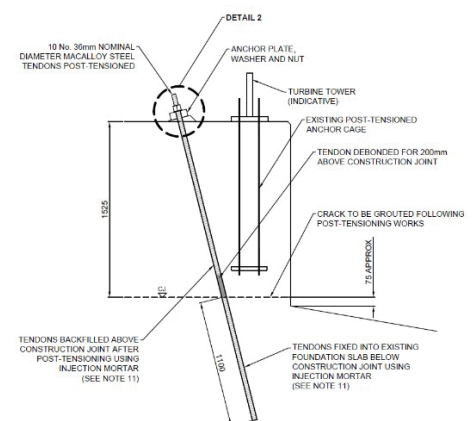 DETAIL 2
10 No. 36mm NOMINAL
DIAMETER MACALLOY STEEL
TENDONS POST-TENSIONED
ANCHOR PLATE,
WASHER AND NUT
TURBINE TOWER
(INDICATIVE)
EXISTING POST-TENSIONED
ANCHOR CAGE
TENDON DEBONDED FOR 200mm
ABOVE CONSTRUCTION JOINT
1525
CRACK TO BE GROUTED FOLLOWING
POST-TENSIONING WORKS
75 APPROX
TENDONS BACKFILLED ABOVE
CONSTRUCTION JOINT AFTER
POST-TENSIONING USING
INJECTION MORTAR
(SEE NOTE 11)
1100
TENDONS FIXED INTO EXISTING
FOUNDATION SLAB BELOW
CONSTRUCTION JOINT USING
INJECTION MORTAR
(SEE NOTE 11)